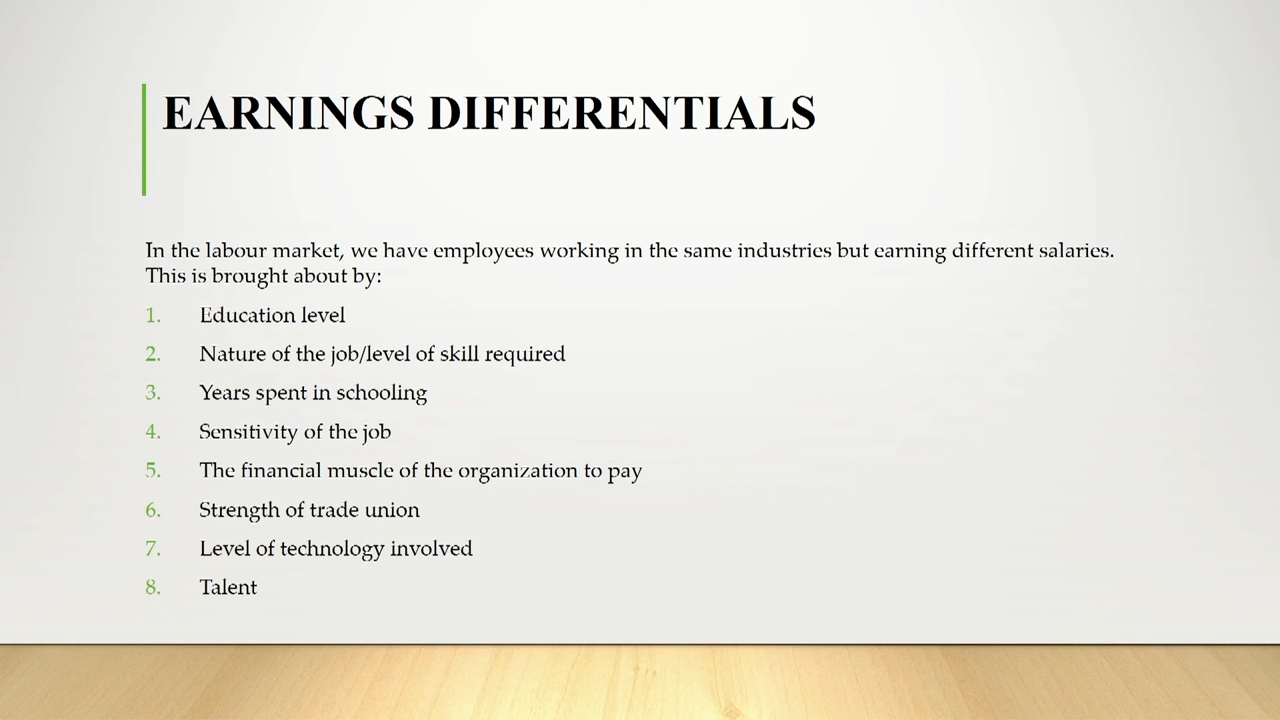 EARNINGS DIFFERENTIALS
In the labour market, we have employees working in the same industries but earning different salaries.
This is brought about by:
1. Education level
2. Nature of the job/level of skill required
3. Years spent in schooling
4. Sensitivity of the job
5. The financial muscle of the organization to pay
6. Strength of trade union
7. Level of technology involved
8. Talent